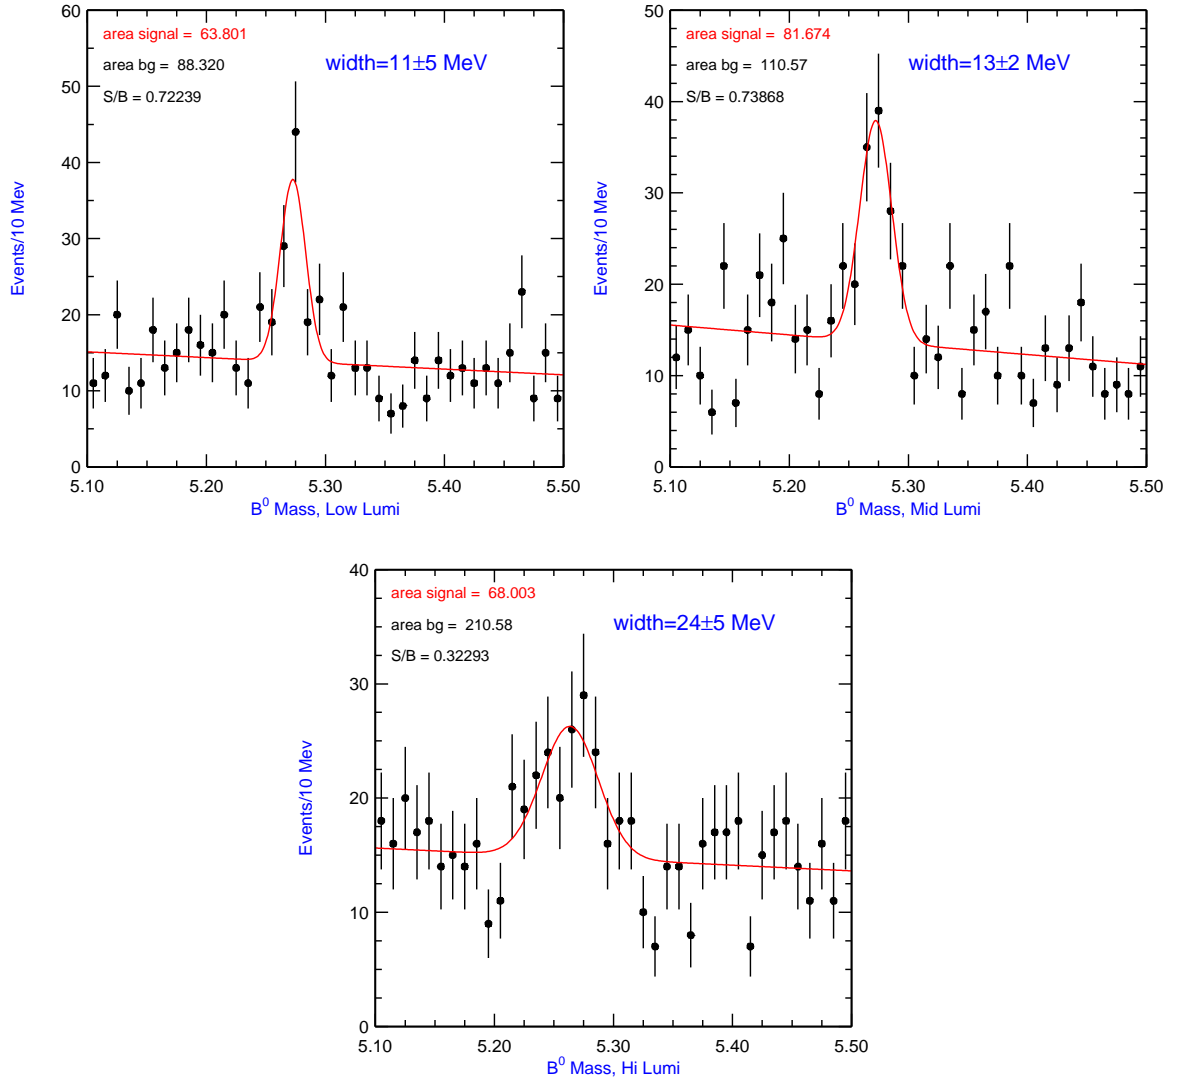 60
50
40
30
20
10
0
Events/10 Mev
area signal = 63.801
area bg = 88.320
S/B = 0.72239
width=11±5 MeV
5.10 5.20 5.30 5.40 5.50
B⁰ Mass, Low Lumi
50
40
30
20
10
0
Events/10 Mev
area signal = 81.674
area bg = 110.57
S/B = 0.73868
width=13±2 MeV
5.10 5.20 5.30 5.40 5.50
B⁰ Mass, Mid Lumi
40
30
20
10
0
Events/10 Mev
area signal = 68.003
area bg = 210.58
S/B = 0.32293
width=24±5 MeV
5.10 5.20 5.30 5.40 5.50
B⁰ Mass, Hi Lumi